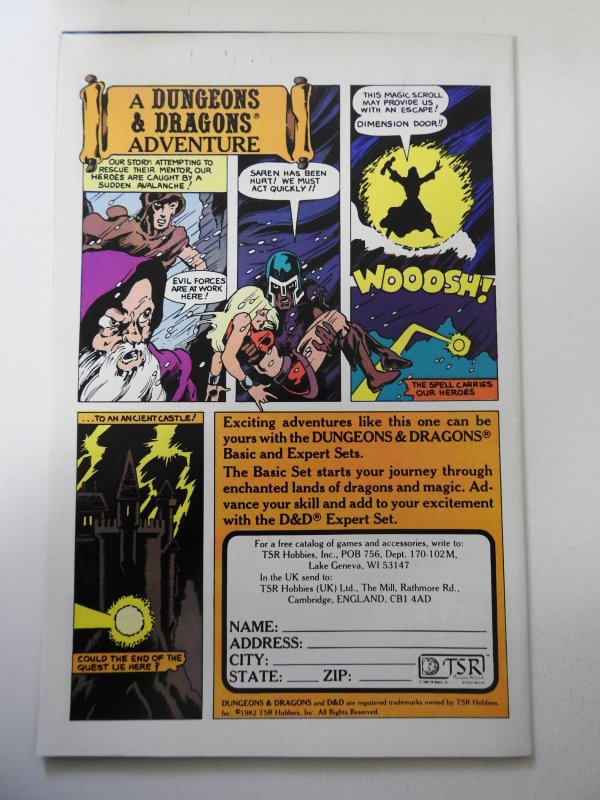 A DUNGEONS
& DRAGONS®
ADVENTURE
OUR STORY: ATTEMPTING TO
RESCUE THEIR MENTOR, OUR
HEROES ARE CAUGHT BY A
SUDDEN AVALANCHE!
EVIL FORCES
ARE AT WORK
HERE!
SAREN HAS BEEN
HURT! WE MUST
ACT QUICKLY!!
THIS MAGIC SCROLL
MAY PROVIDE US
WITH AN ESCAPE!
DIMENSION DOOR!!
WOOOSH!
THE SPELL CARRIES
OUR HEROES
...TO AN ANCIENT CASTLE!
COULD THE END OF THE
QUEST LIE HERE?
Exciting adventures like this one can be
yours with the DUNGEONS & DRAGONS®
Basic and Expert Sets.
The Basic Set starts your journey through
enchanted lands of dragons and magic. Ad-
vance your skill and add to your excitement
with the D&D® Expert Set.
For a free catalog of games and accessories, write to:
TSR Hobbies, Inc., POB 756, Dept. 170-102M,
Lake Geneva, WI 53147
In the UK send to:
TSR Hobbies (UK) Ltd., The Mill, Rathmore Rd.,
Cambridge, ENGLAND, CB1 4AD
NAME:
ADDRESS:
CITY:
STATE: ZIP:
TSR
DUNGEONS & DRAGONS and D&D are registered trademarks owned by TSR Hobbies,
Inc. ©1982 TSR Hobbies, Inc. All Rights Reserved.